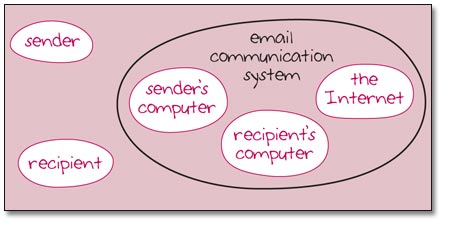 sender
email
communication
system
the
Internet
sender's
computer
recipient's
computer
recipient